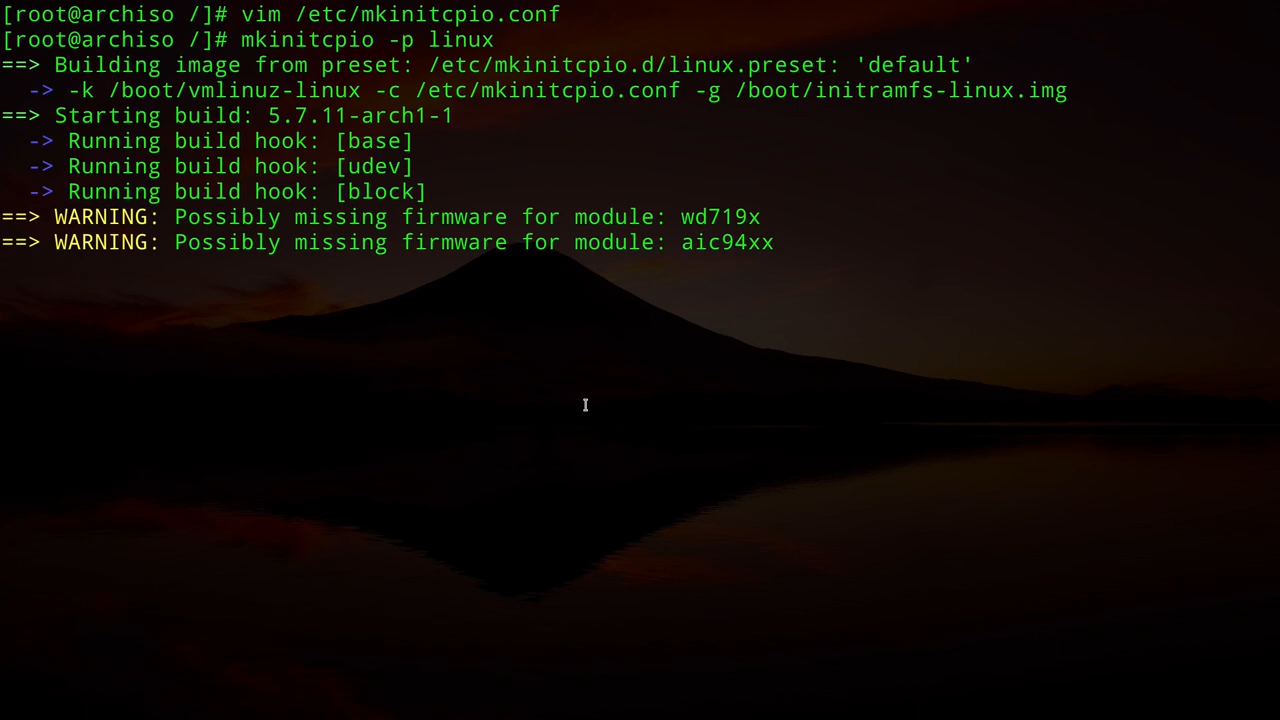 [root@archiso /]# vim /etc/mkinitcpio.conf
[root@archiso /]# mkinitcpio -p linux
==> Building image from preset: /etc/mkinitcpio.d/linux.preset: 'default'
  -> -k /boot/vmlinuz-linux -c /etc/mkinitcpio.conf -g /boot/initramfs-linux.img
==> Starting build: 5.7.11-arch1-1
  -> Running build hook: [base]
  -> Running build hook: [udev]
  -> Running build hook: [block]
==> WARNING: Possibly missing firmware for module: wd719x
==> WARNING: Possibly missing firmware for module: aic94xx